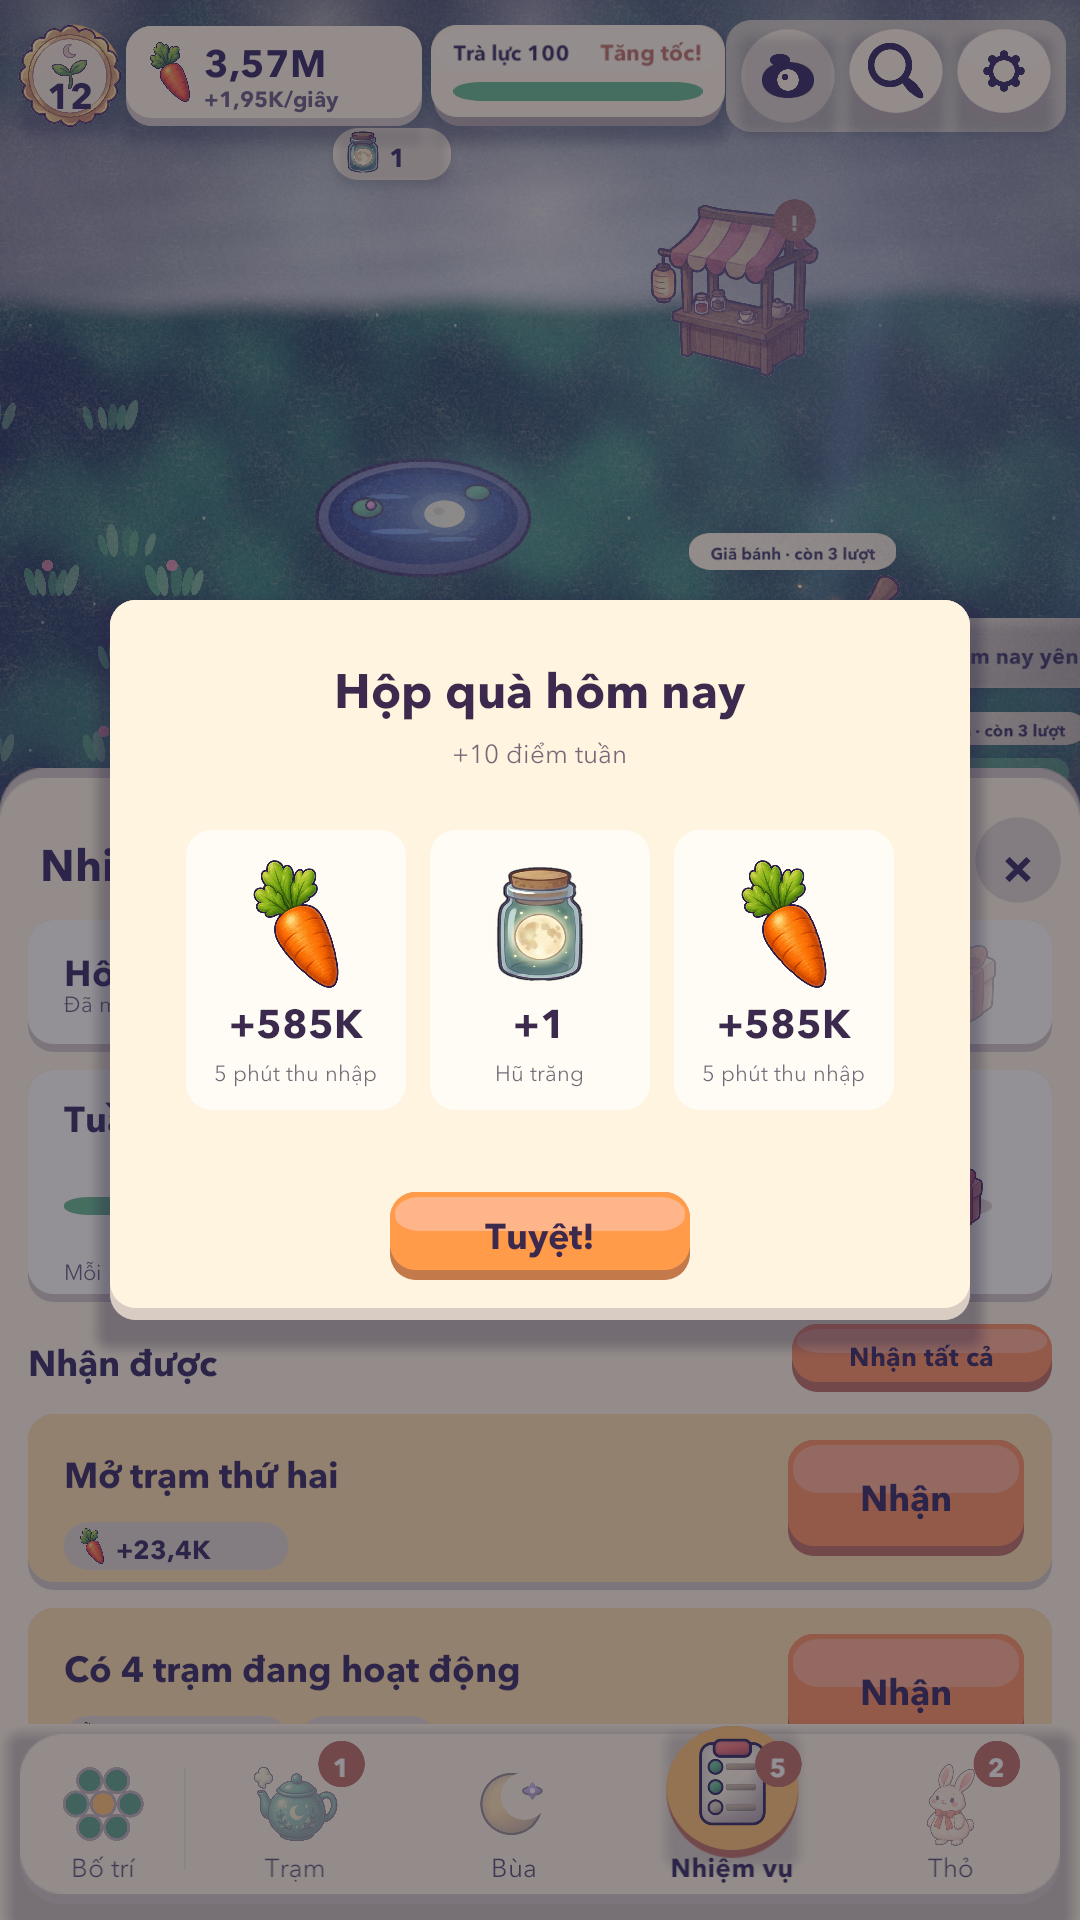 12
3,57M
+1,95K/giây
Trà lực 100
Tăng tốc!
1
!
Giã bánh · còn 3 lượt
nay yên
· còn 3 lượt
Hộp quà hôm nay
+10 điểm tuần
+585K
5 phút thu nhập
+1
Hũ trăng
+585K
5 phút thu nhập
Tuyệt!
Đã
Mỗi
Nhận được
Nhận tất cả
Mở trạm thứ hai
+23,4K
Nhận
Có 4 trạm đang hoạt động
Nhận
Bố trí
1
Trạm
Bùa
5
Nhiệm vụ
2
Thỏ